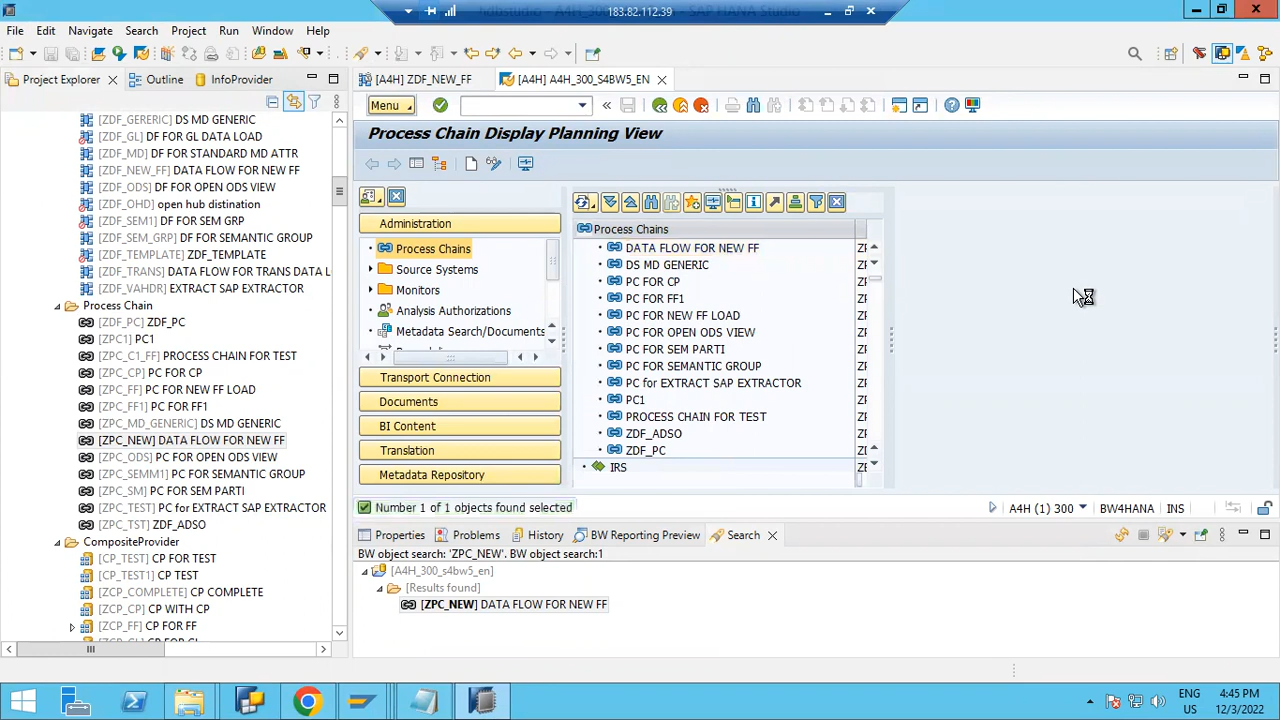 183.82.112.39
File Edit Navigate Search Project Run Window Help
Project Explorer Outline InfoProvider
[A4H] ZDF_NEW_FF [A4H] A4H_300_S4BW5_EN
Menu
Process Chain Display Planning View
[ZDF_GERERIC] DS MD GENERIC
[ZDF_GL] DF FOR GL DATA LOAD
[ZDF_MD] DF FOR STANDARD MD ATTR
[ZDF_NEW_FF] DATA FLOW FOR NEW FF
[ZDF_ODS] DF FOR OPEN ODS VIEW
[ZDF_OHD] open hub distination
[ZDF_SEM1] DF FOR SEM GRP
[ZDF_SEM_GRP] DF FOR SEMANTIC GROUP
[ZDF_TEMPLATE] ZDF_TEMPLATE
[ZDF_TRANS] DATA FLOW FOR TRANS DATA L
[ZDF_VAHDR] EXTRACT SAP EXTRACTOR
Process Chain
[ZDF_PC] ZDF_PC
[ZPC1] PC1
[ZPC_C1_FF] PROCESS CHAIN FOR TEST
[ZPC_CP] PC FOR CP
[ZPC_FF] PC FOR NEW FF LOAD
[ZPC_FF1] PC FOR FF1
[ZPC_MD_GENERIC] DS MD GENERIC
[ZPC_NEW] DATA FLOW FOR NEW FF
[ZPC_ODS] PC FOR OPEN ODS VIEW
[ZPC_SEMM1] PC FOR SEMANTIC GROUP
[ZPC_SM] PC FOR SEM PARTI
[ZPC_TEST] PC for EXTRACT SAP EXTRACTOR
[ZPC_TST] ZDF_ADSO
CompositeProvider
[CP_TEST] CP FOR TEST
[CP_TEST1] CP TEST
[ZCP_COMPLETE] CP COMPLETE
[ZCP_CP] CP WITH CP
[ZCP_FF] CP FOR FF
Administration
Process Chains
Source Systems
Monitors
Analysis Authorizations
Metadata Search/Documents
Transport Connection
Documents
BI Content
Translation
Metadata Repository
Process Chains
DATA FLOW FOR NEW FF
DS MD GENERIC
PC FOR CP
PC FOR FF1
PC FOR NEW FF LOAD
PC FOR OPEN ODS VIEW
PC FOR SEM PARTI
PC FOR SEMANTIC GROUP
PC for EXTRACT SAP EXTRACTOR
PC1
PROCESS CHAIN FOR TEST
ZDF_ADSO
ZDF_PC
IRS
Number 1 of 1 objects found selected
A4H (1) 300 BW4HANA INS
Properties Problems History BW Reporting Preview Search
BW object search: 'ZPC_NEW'. BW object search:1
[A4H_300_s4bw5_en]
[Results found]
[ZPC_NEW] DATA FLOW FOR NEW FF
ENG
US
4:45 PM
12/3/2022